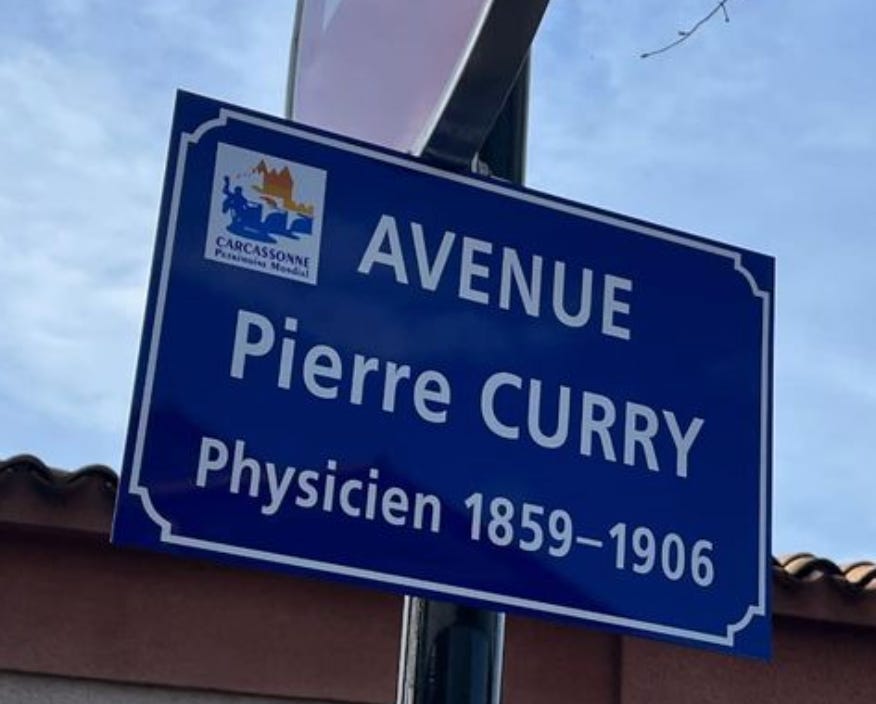 CARCASSONNE
Patrimoine Mondial
AVENUE
Pierre CURRY
Physicien 1859–1906